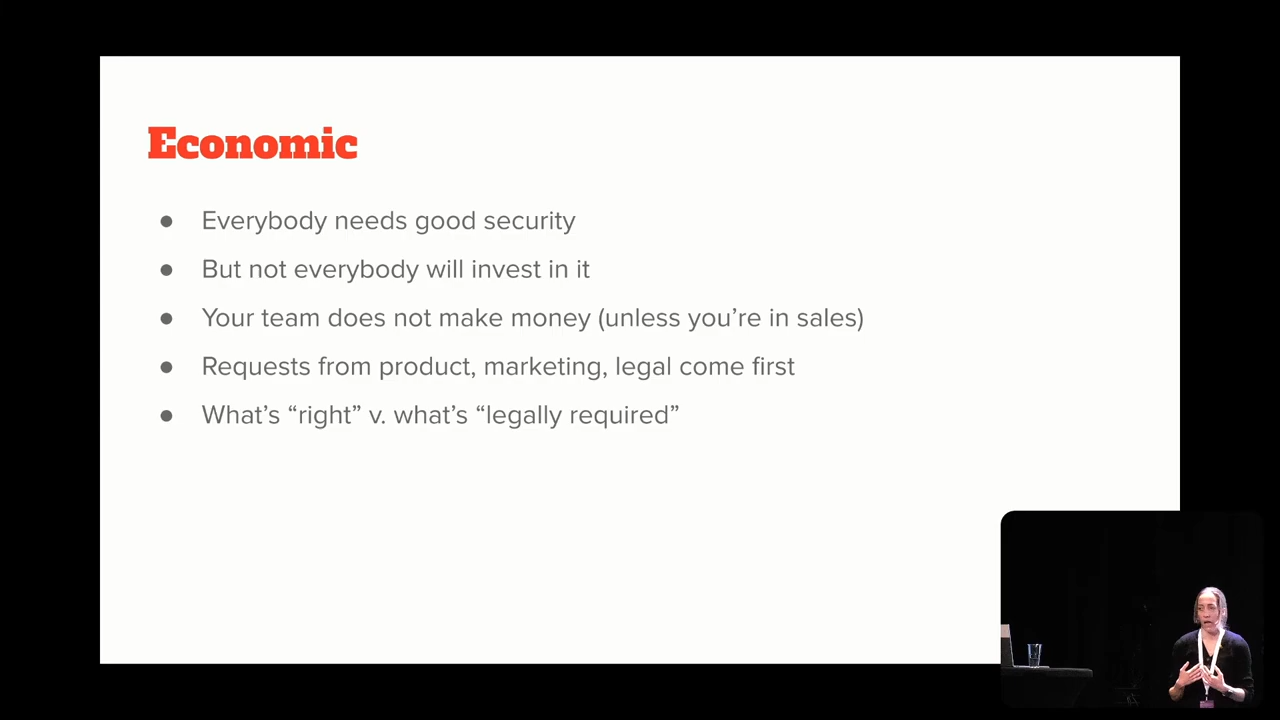 Economic
● Everybody needs good security
● But not everybody will invest in it
● Your team does not make money (unless you’re in sales)
● Requests from product, marketing, legal come first
● What’s “right” v. what’s “legally required”